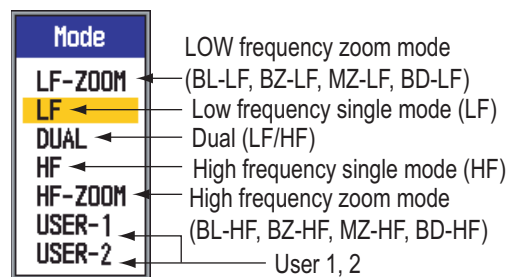 Mode
LF-ZOOM
LF
DUAL
HF
HF-ZOOM
USER-1
USER-2
LOW frequency zoom mode
(BL-LF, BZ-LF, MZ-LF, BD-LF)
Low frequency single mode (LF)
Dual (LF/HF)
High frequency single mode (HF)
High frequency zoom mode
(BL-HF, BZ-HF, MZ-HF, BD-HF)
User 1, 2